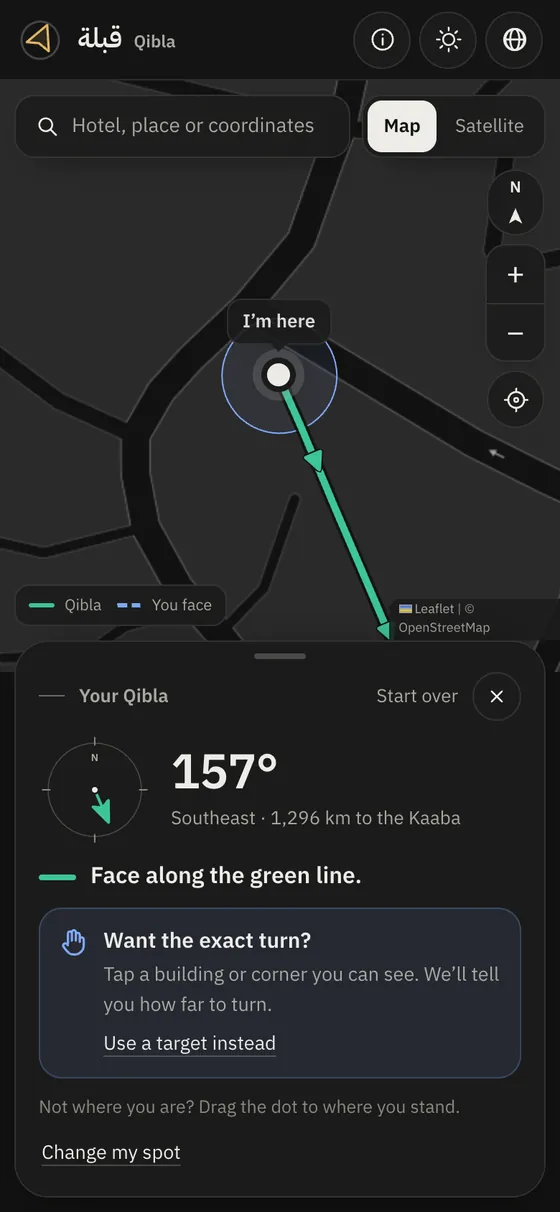 قبلة Qibla
Hotel, place or coordinates
Map Satellite
N
+
−
I’m here
Qibla You face
Leaflet | ©
OpenStreetMap
Your Qibla Start over
N
157°
Southeast · 1,296 km to the Kaaba
Face along the green line.
Want the exact turn?
Tap a building or corner you can see. We’ll tell
you how far to turn.
Use a target instead
Not where you are? Drag the dot to where you stand.
Change my spot